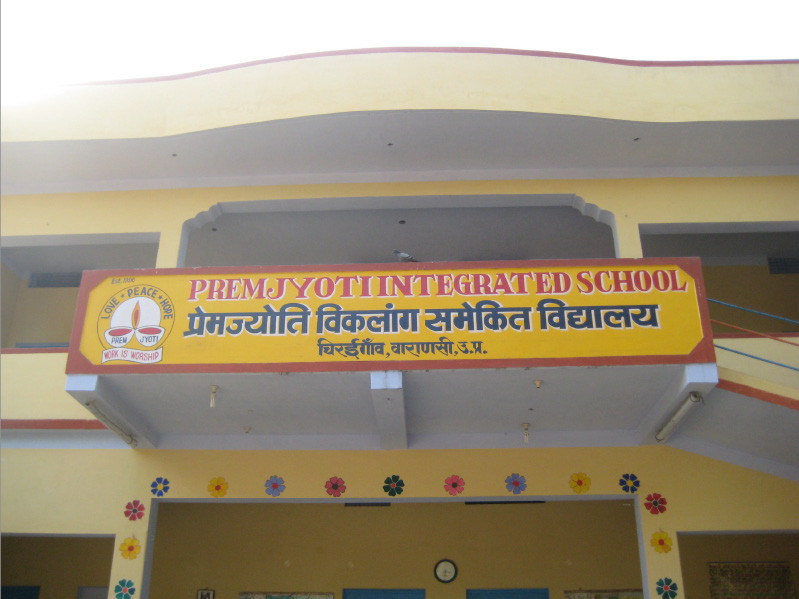 PREMJYOTI INTEGRATED SCHOOL
LOVE • PEACE • HOPE
PREM JYOTI
WORK IS WORSHIP
प्रेमज्योति विकलांग समेकित विद्यालय
चिरईगाँव, वाराणसी, उ.प्र.